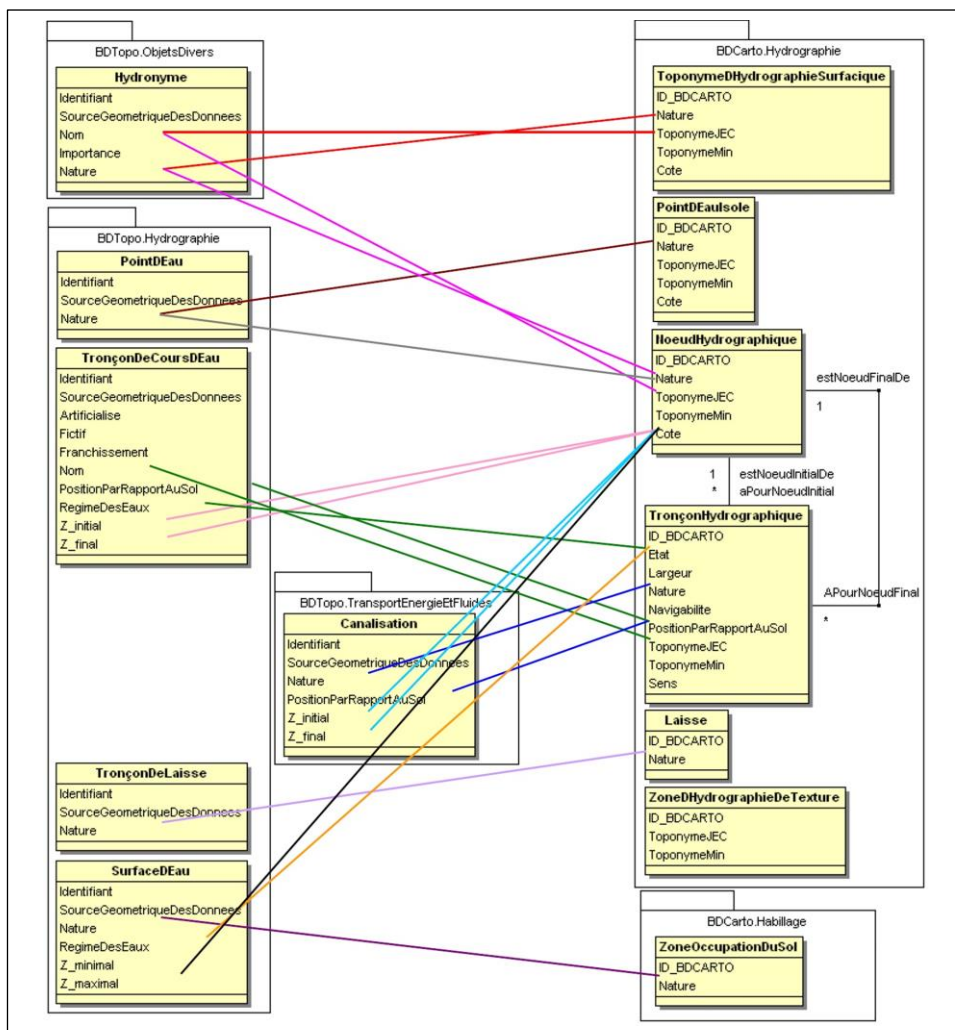 BDTopo.ObjetsDivers
Hydronyme
Identifiant
SourceGeometriqueDesDonnees
Nom
Importance
Nature
BDTopo.Hydrographie
PointDEau
Identifiant
SourceGeometriqueDesDonnees
Nature
TronçonDeCoursDEau
Identifiant
SourceGeometriqueDesDonnees
Artificialise
Fictif
Franchissement
Nom
PositionParRapportAuSol
RegimeDesEaux
Z_initial
Z_final
BDTopo.TransportEnergieEtFluides
Canalisation
Identifiant
SourceGeometriqueDesDonnees
Nature
PositionParRapportAuSol
Z_initial
Z_final
TronçonDeLaisse
Identifiant
SourceGeometriqueDesDonnees
Nature
SurfaceDEau
Identifiant
SourceGeometriqueDesDonnees
Nature
RegimeDesEaux
Z_minimal
Z_maximal
BDCarto.Hydrographie
ToponymeDHydrographieSurfacique
ID_BDCARTO
Nature
ToponymeJEC
ToponymeMin
Cote
PointDEauIsole
ID_BDCARTO
Nature
ToponymeJEC
ToponymeMin
Cote
NoeudHydrographique
ID_BDCARTO
Nature
ToponymeJEC
ToponymeMin
Cote
estNoeudFinalDe
1
1 estNoeudInitialDe
* aPourNoeudInitial
TronçonHydrographique
ID_BDCARTO
Etat
Largeur
Nature
Navigabilite
PositionParRapportAuSol
ToponymeJEC
ToponymeMin
Sens
APourNoeudFinal
*
Laisse
ID_BDCARTO
Nature
ZoneDHydrographieDeTexture
ID_BDCARTO
ToponymeJEC
ToponymeMin
BDCarto.Habillage
ZoneOccupationDuSol
ID_BDCARTO
Nature